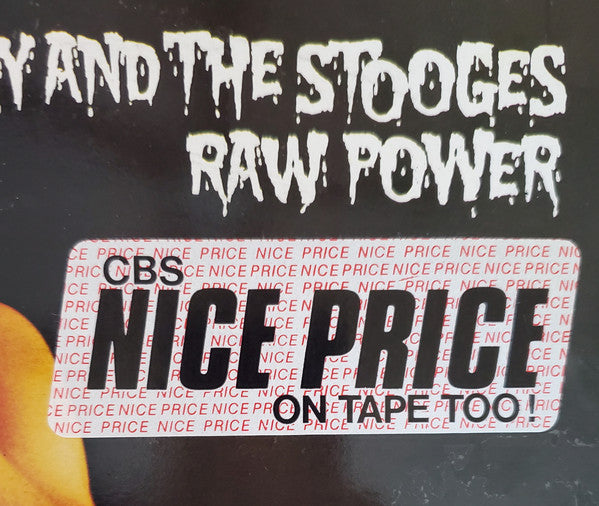 Y AND THE STOOGES
RAW POWER
CBS
NICE PRICE
ON TAPE TOO!